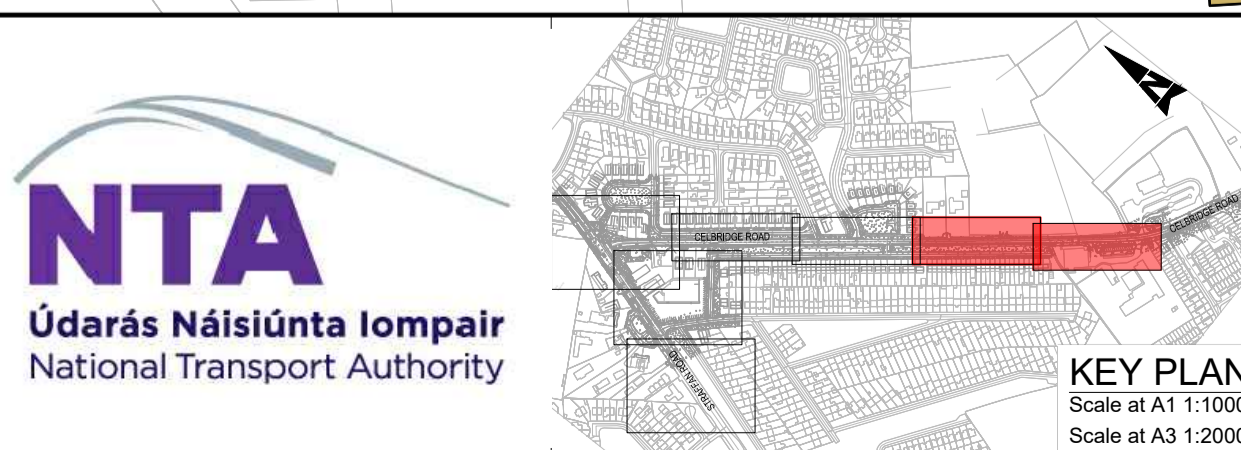 NTA
Údarás Náisiúnta Iompair
National Transport Authority
N
CELBRIDGE ROAD
CELBRIDGE ROAD
STRAFFAN ROAD
KEY PLAN
Scale at A1 1:1000
Scale at A3 1:2000